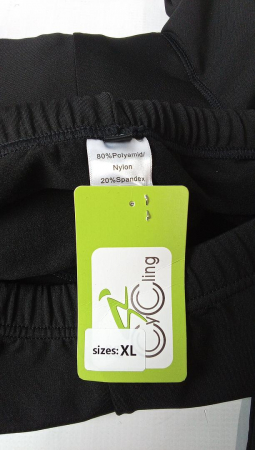 80%Polyamid/
Nylon
20%Spandex
CyCling
sizes: XL